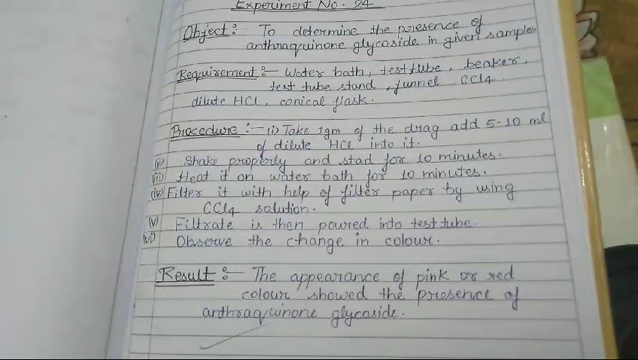 Experiment No. 24
Object:- To determine the presence of
anthraquinone glycoside in given samples
Requirement:- Water bath, test tube, beaker,
test tube stand, funnel CCl4
dilute HCl, conical flask.
Procedure:- (i) Take 1gm of the drag add 5-10 ml
of dilute HCl into it.
(ii) Shake properly and stad for 10 minutes.
(iii) Heat it on water bath for 10 minutes.
(iv) Filter it with help of filter paper by using
CCl4 solution.
(v) Filtrate is then poured into test tube.
(vi) Observe the change in colour.
Result:- The appearance of pink or red
colour showed the presence of
anthraquinone glycoside.